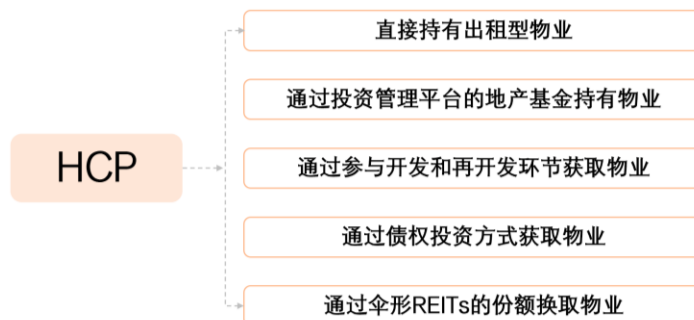 直接持有出租型物业
通过投资管理平台的地产基金持有物业
HCP
通过参与开发和再开发环节获取物业
通过债权投资方式获取物业
通过伞形REITs的份额换取物业